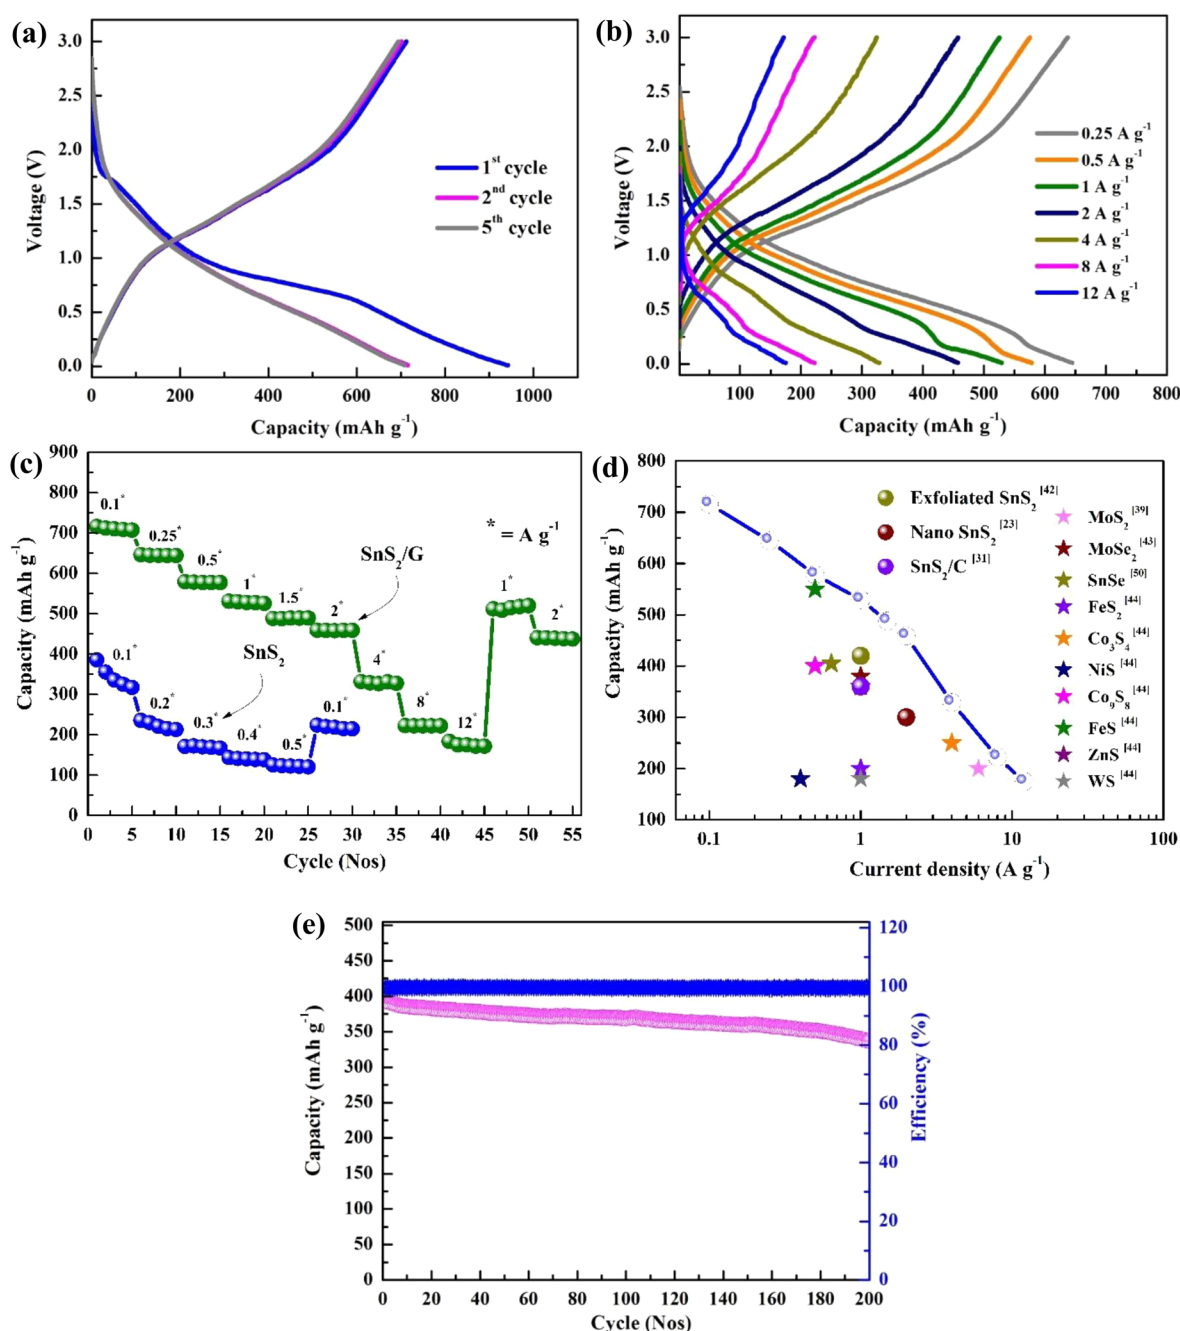 (a)
3.0
2.5
2.0
1.5
1.0
0.5
0.0
Voltage (V)
1st cycle
2nd cycle
5th cycle
0 200 400 600 800 1000
Capacity (mAh g-1)
(b)
3.0
2.5
2.0
1.5
1.0
0.5
0.0
Voltage (V)
0.25 A g-1
0.5 A g-1
1 A g-1
2 A g-1
4 A g-1
8 A g-1
12 A g-1
100 200 300 400 500 600 700 800
Capacity (mAh g-1)
(c)
900
800
700
600
500
400
300
200
100
0
Capacity (mAh g-1)
0.1*
0.25*
0.5*
1*
1.5*
2*
4*
8*
12*
1*
2*
* = A g-1
SnS2/G
SnS2
0.1*
0.2*
0.3*
0.4*
0.5*
0.1*
0 5 10 15 20 25 30 35 40 45 50 55
Cycle (Nos)
(d)
800
700
600
500
400
300
200
100
Capacity (mAh g-1)
Exfoliated SnS2 [42]
Nano SnS2 [23]
SnS2/C [31]
MoS2 [39]
MoSe2 [43]
SnSe [50]
FeS2 [44]
Co3S4 [44]
NiS [44]
Co9S8 [44]
FeS [44]
ZnS [44]
WS [44]
0.1 1 10 100
Current density (A g-1)
(e)
500
450
400
350
300
250
200
150
100
50
0
Capacity (mAh g-1)
120
100
80
60
40
20
0
Efficiency (%)
0 20 40 60 80 100 120 140 160 180 200
Cycle (Nos)